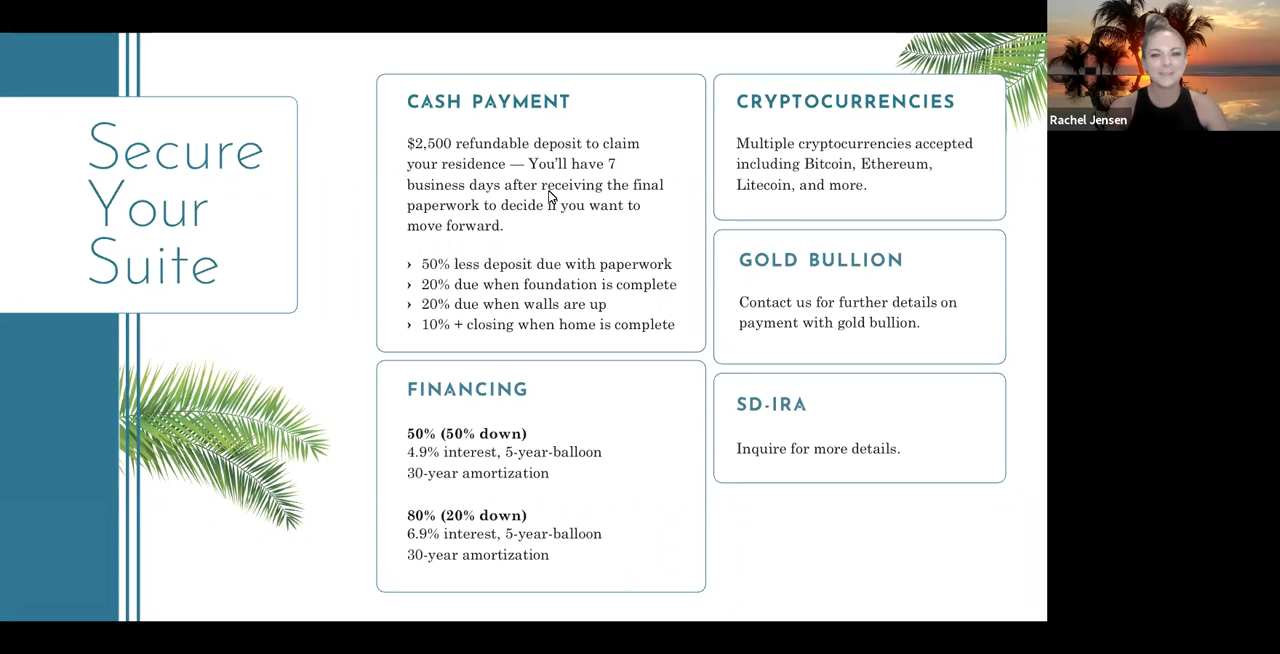 Secure
Your
Suite
CASH PAYMENT
$2,500 refundable deposit to claim
your residence — You'll have 7
business days after receiving the final
paperwork to decide if you want to
move forward.
› 50% less deposit due with paperwork
› 20% due when foundation is complete
› 20% due when walls are up
› 10% + closing when home is complete
FINANCING
50% (50% down)
4.9% interest, 5-year-balloon
30-year amortization
80% (20% down)
6.9% interest, 5-year-balloon
30-year amortization
CRYPTOCURRENCIES
Multiple cryptocurrencies accepted
including Bitcoin, Ethereum,
Litecoin, and more.
GOLD BULLION
Contact us for further details on
payment with gold bullion.
SD-IRA
Inquire for more details.
Rachel Jensen